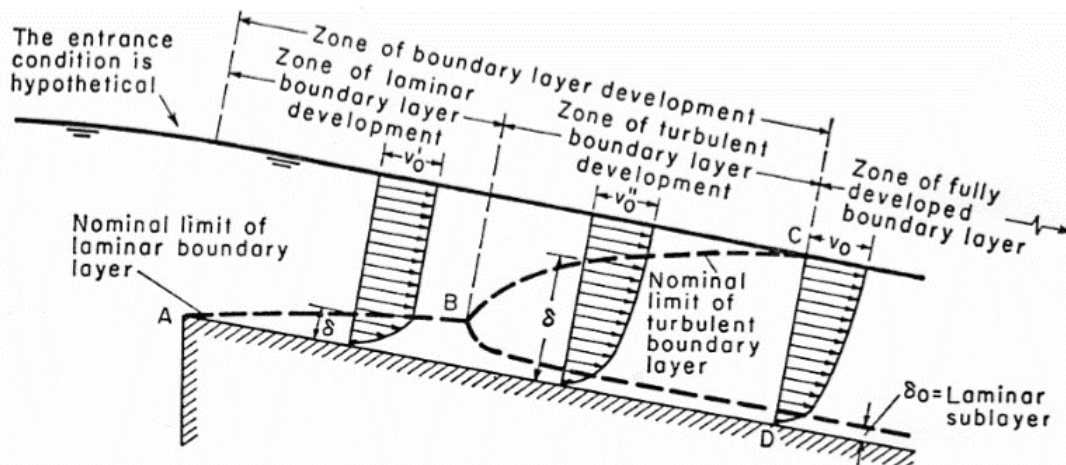 The entrance
condition is
hypothetical
Zone of boundary layer development
Zone of laminar
boundary layer
development
v₀'
Zone of turbulent
boundary layer
development
v₀''
Zone of fully
developed
boundary layer
C
v₀
Nominal limit of
laminar boundary
layer
A
B
δ
δ
Nominal
limit of
turbulent
boundary
layer
δ₀=Laminar
sublayer
D